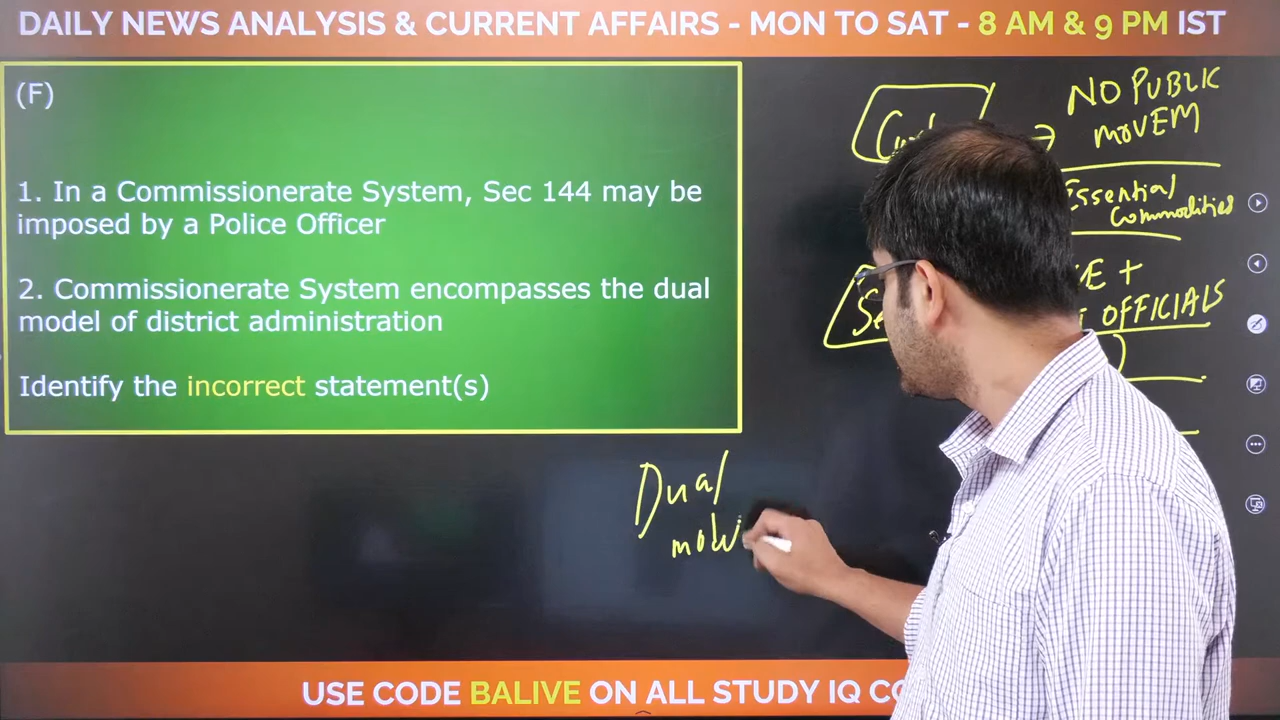 DAILY NEWS ANALYSIS & CURRENT AFFAIRS - MON TO SAT - 8 AM & 9 PM IST
(F)
1. In a Commissionerate System, Sec 144 may be
imposed by a Police Officer
2. Commissionerate System encompasses the dual
model of district administration
Identify the incorrect statement(s)
NO PUBLIC
MOVEM
Essential
Commodities
OFFICIALS
Dual
USE CODE BALIVE ON ALL STUDY IQ